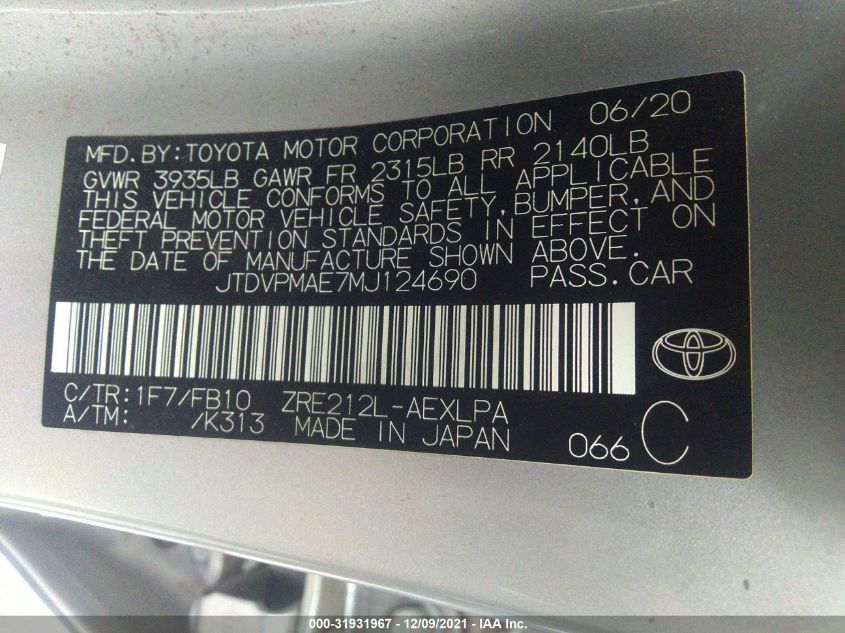 MFD.BY:TOYOTA MOTOR CORPORATION 06/20
GVWR 3935LB GAWR FR 2315LB RR 2140LB
THIS VEHICLE CONFORMS TO ALL APPLICABLE
FEDERAL MOTOR VEHICLE SAFETY,BUMPER,AND
THEFT PREVENTION STANDARDS IN EFFECT ON
THE DATE OF MANUFACTURE SHOWN ABOVE.
JTDVPMAE7MJ124690 PASS.CAR
C/TR:1F7/FB10 ZRE212L-AEXLPA
A/TM: /K313 MADE IN JAPAN
066 C
000-31931967 - 12/09/2021 - IAA Inc.